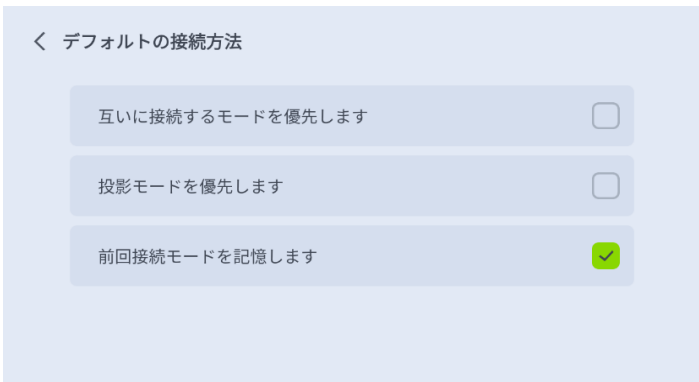 デフォルトの接続方法
互いに接続するモードを優先します
投影モードを優先します
前回接続モードを記憶します